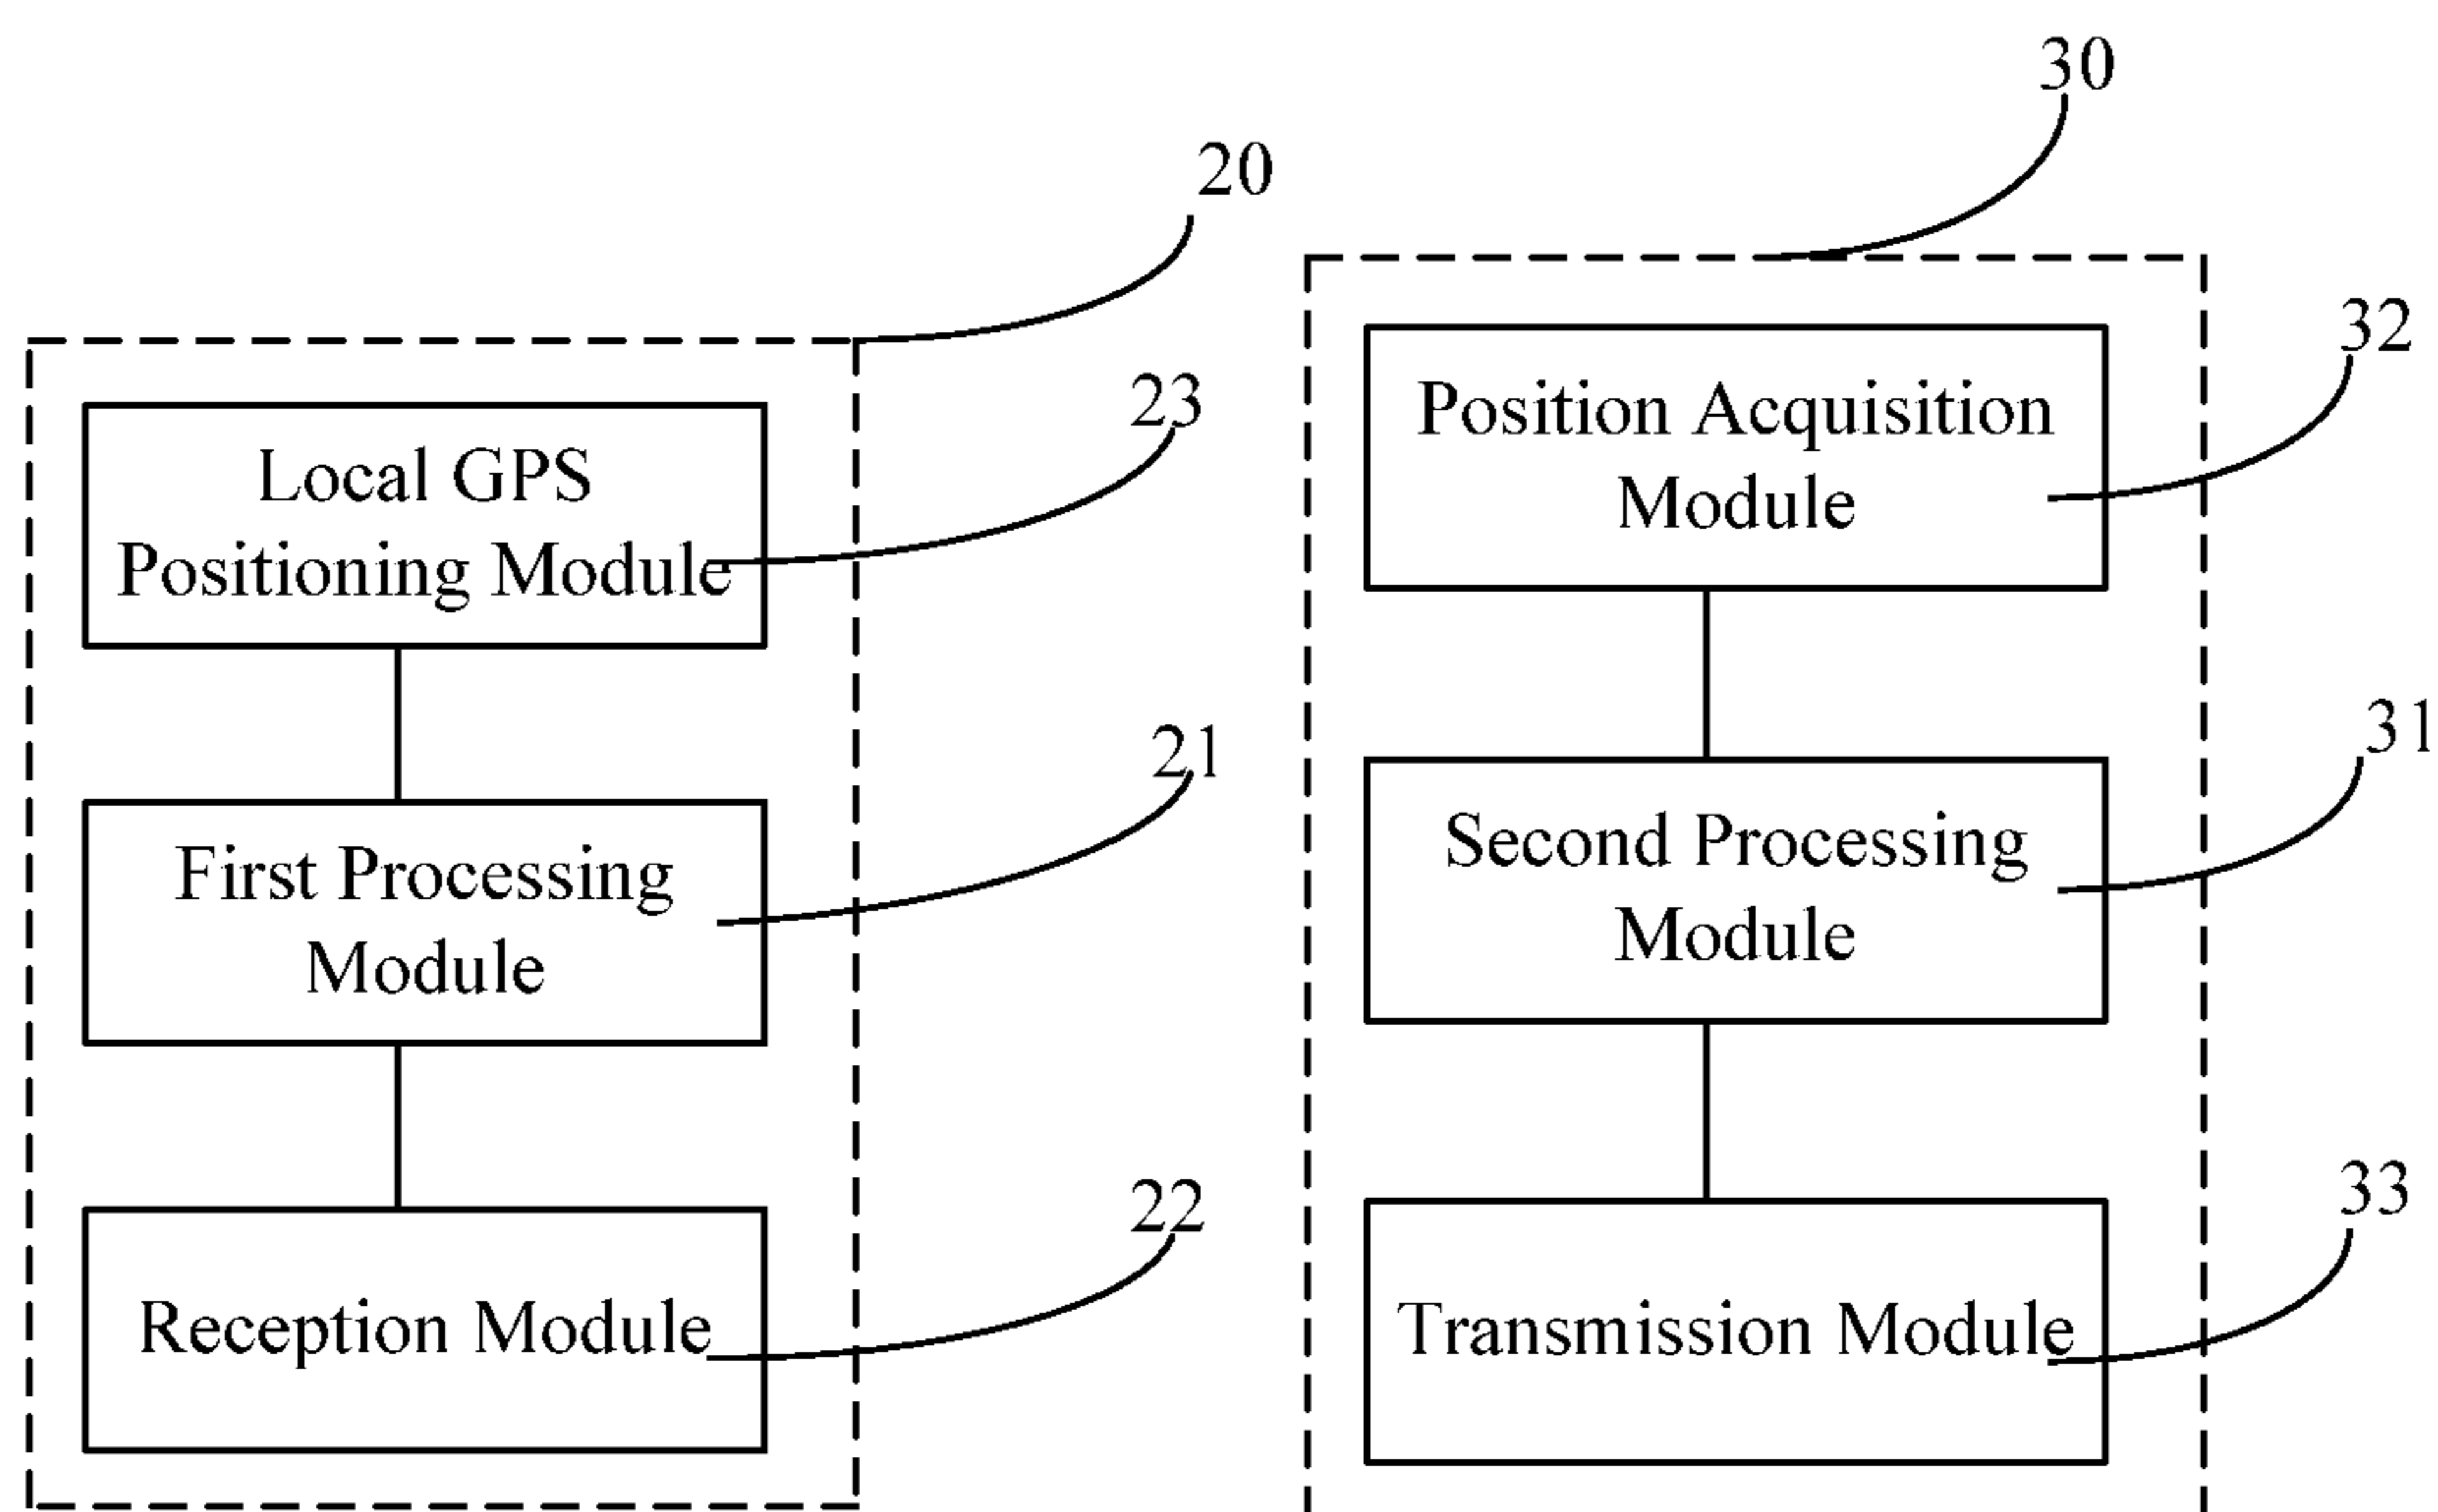 30
20
32
23
Position Acquisition
Module
Local GPS
Positioning Module
31
21
Second Processing
Module
First Processing
Module
33
22
Transmission Module
Reception Module